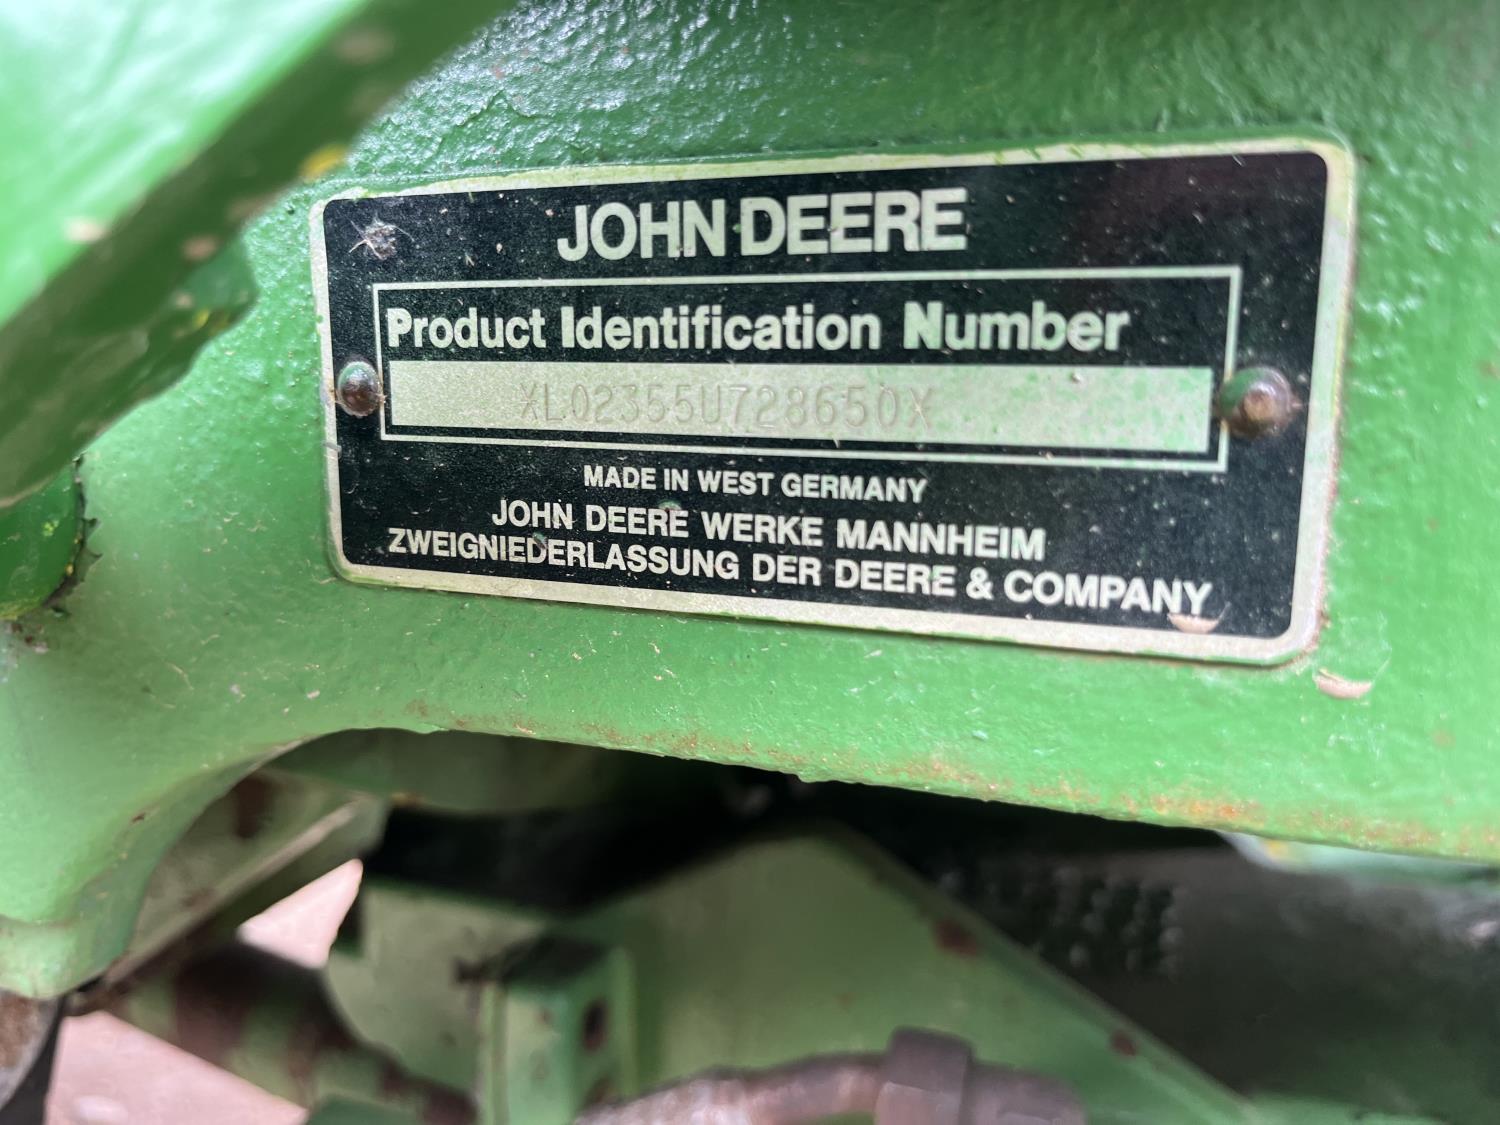 JOHN DEERE
Product Identification Number
XL02355U728650X
MADE IN WEST GERMANY
JOHN DEERE WERKE MANNHEIM
ZWEIGNIEDERLASSUNG DER DEERE & COMPANY